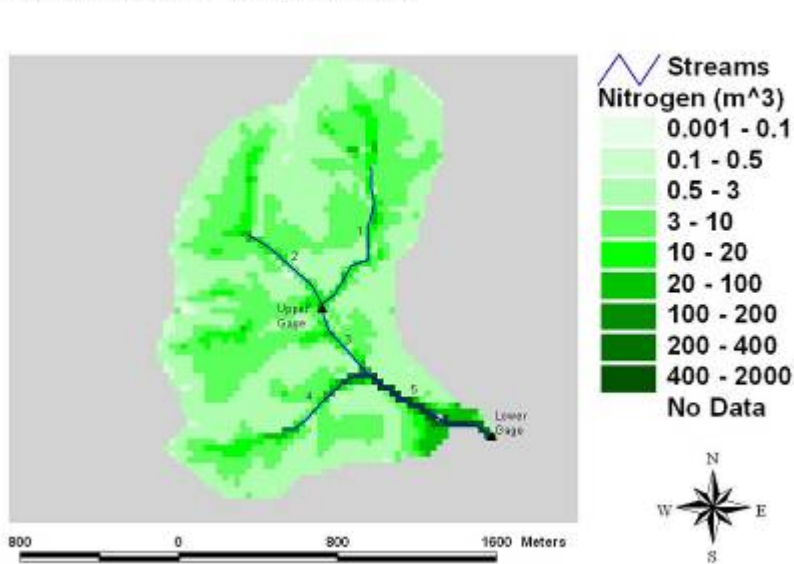 Streams
Nitrogen (m^3)
0.001 - 0.1
0.1 - 0.5
0.5 - 3
3 - 10
10 - 20
20 - 100
100 - 200
200 - 400
400 - 2000
No Data
1
2
Upper
Gage
3
4
5
Lower
Gage
N
W E
S
800 0 800 1600 Meters